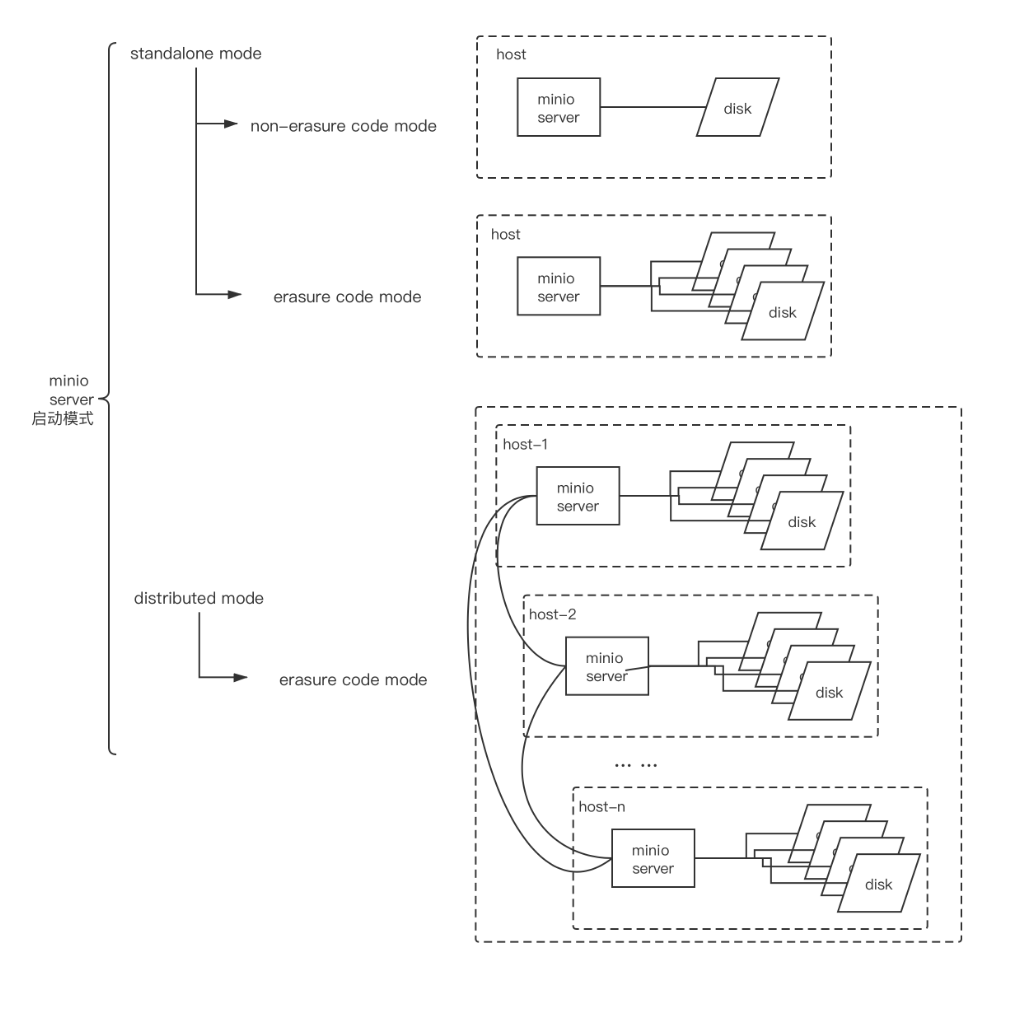 standalone mode
host
minio
server
disk
non-erasure code mode
host
minio
server
disk
erasure code mode
minio
server
启动模式
host-1
minio
server
disk
distributed mode
host-2
minio
server
disk
erasure code mode
... ...
host-n
minio
server
disk